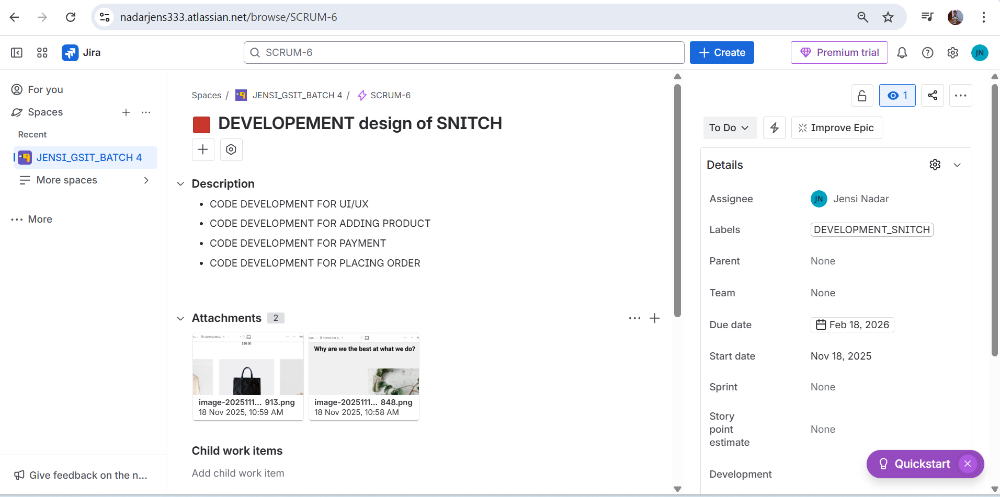 nadarjens333.atlassian.net/browse/SCRUM-6
Jira
SCRUM-6
Create
Premium trial
JN
For you
Spaces
Recent
JENSI_GSIT_BATCH 4
More spaces
More
Give feedback on the n...
Spaces / JENSI_GSIT_BATCH 4 / SCRUM-6
DEVELOPEMENT design of SNITCH
Description
• CODE DEVELOPMENT FOR UI/UX
• CODE DEVELOPMENT FOR ADDING PRODUCT
• CODE DEVELOPMENT FOR PAYMENT
• CODE DEVELOPMENT FOR PLACING ORDER
Attachments 2
$38.00
image-2025111... 913.png
18 Nov 2025, 10:59 AM
Why are we the best at what we do?
image-2025111... 848.png
18 Nov 2025, 10:58 AM
Child work items
Add child work item
1
To Do
Improve Epic
Details
Assignee
JN Jensi Nadar
Labels
DEVELOPMENT_SNITCH
Parent
None
Team
None
Due date
Feb 18, 2026
Start date
Nov 18, 2025
Sprint
None
Story
point
estimate
None
Development
Quickstart